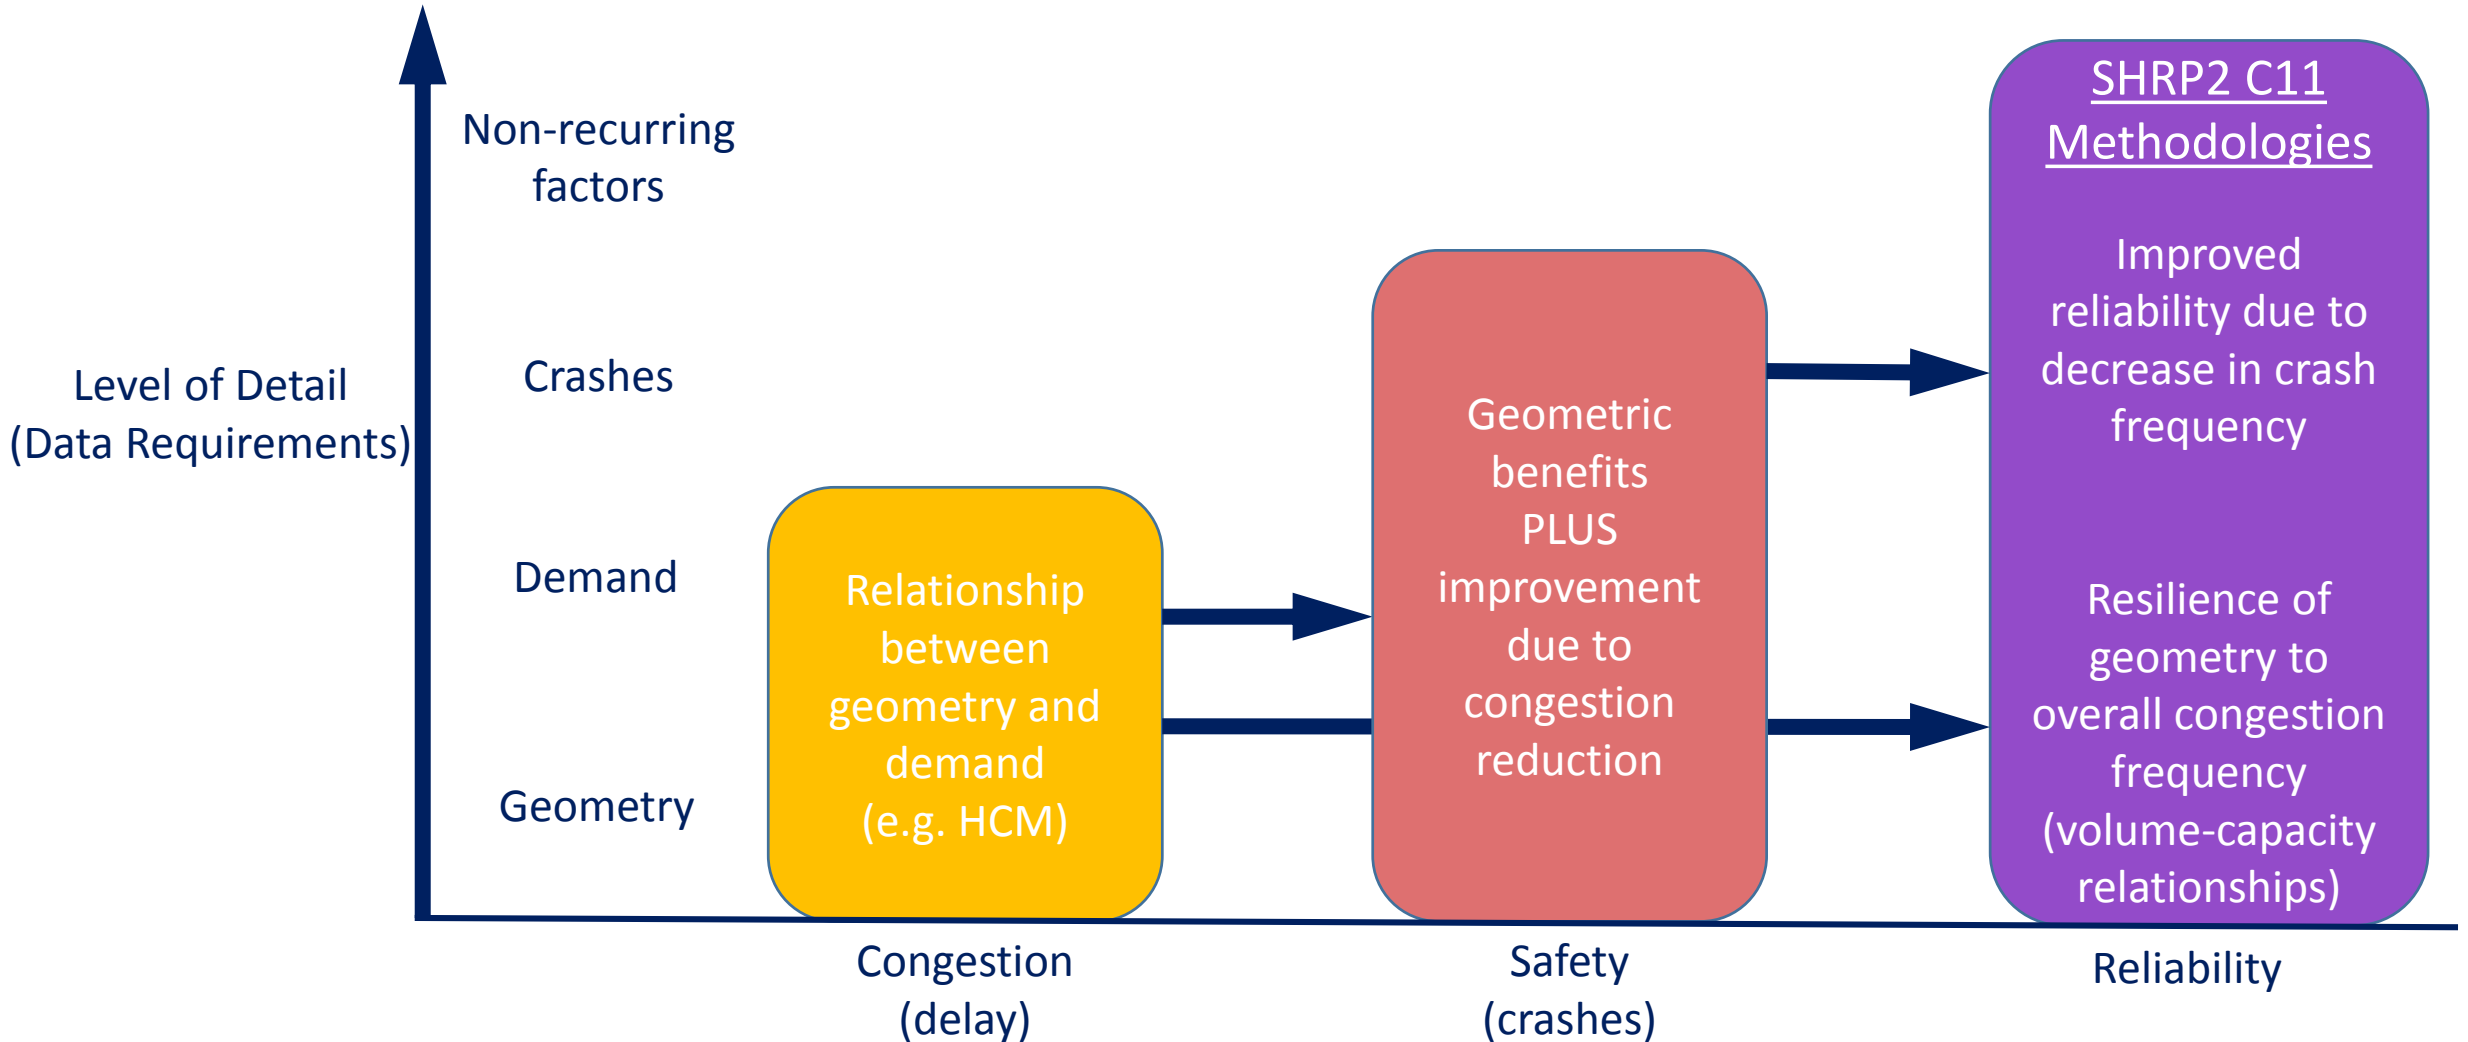 Non-recurring
factors
Crashes
Level of Detail
(Data Requirements)
Demand
Geometry
Relationship
between
geometry and
demand
(e.g. HCM)
Geometric
benefits
PLUS
improvement
due to
congestion
reduction
SHRP2 C11
Methodologies
Improved
reliability due to
decrease in crash
frequency
Resilience of
geometry to
overall congestion
frequency
(volume-capacity
relationships)
Congestion
(delay)
Safety
(crashes)
Reliability